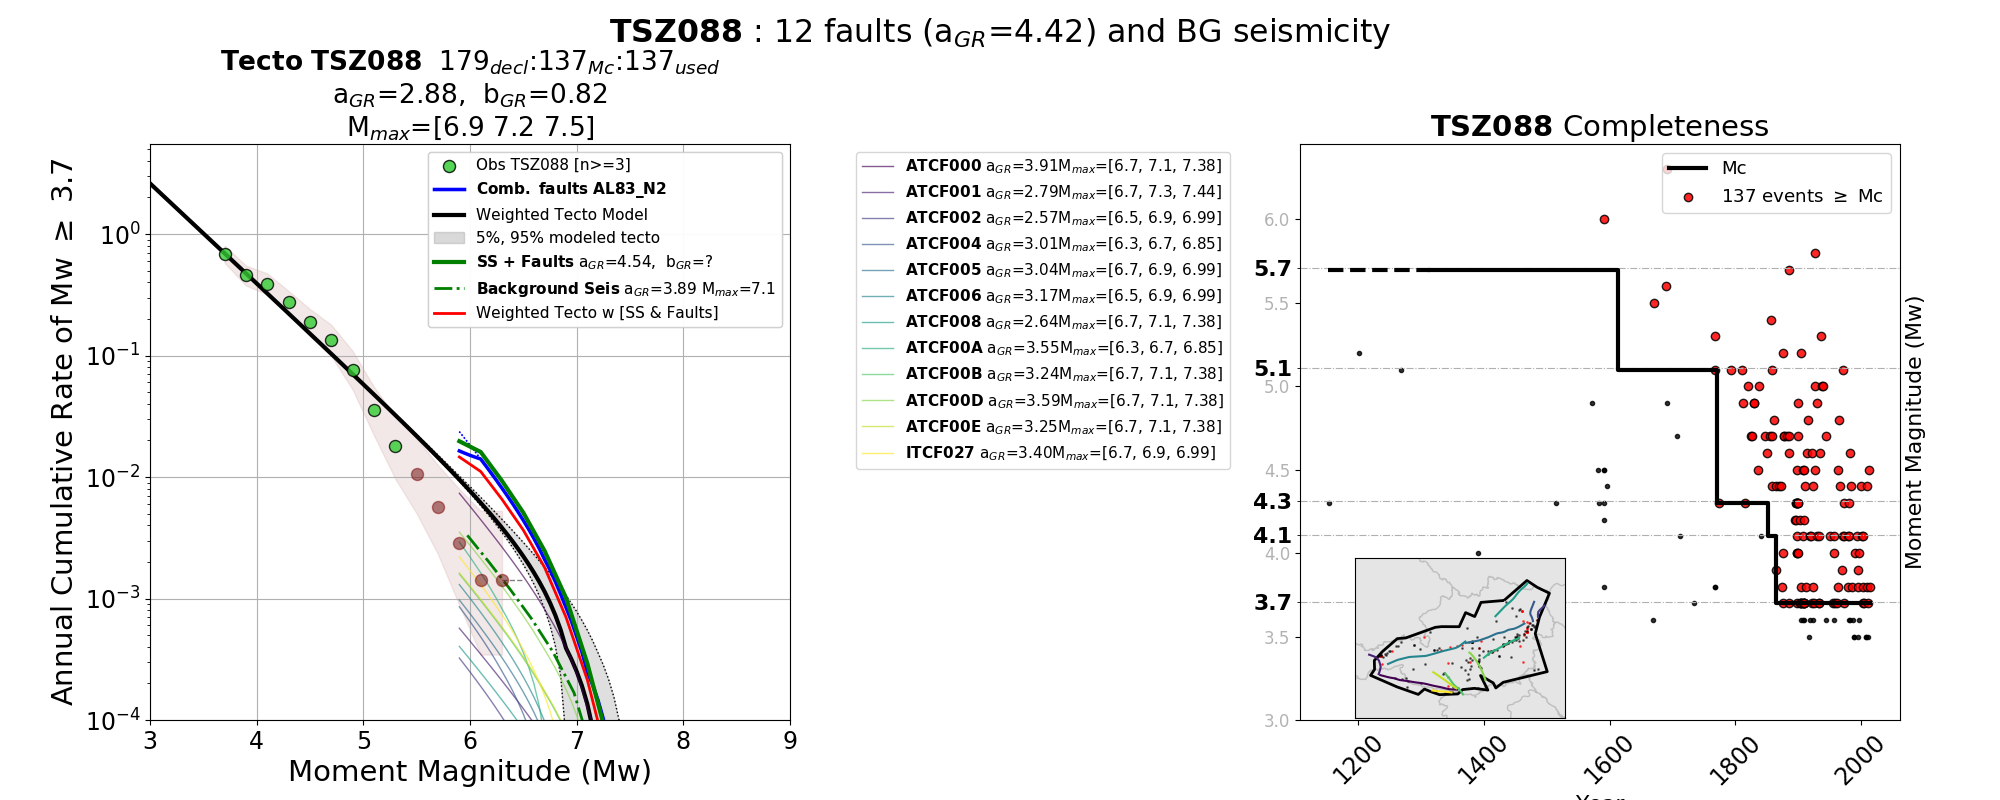 TSZ088 : 12 faults (aGR=4.42) and BG seismicity
Tecto TSZ088 179decl:137Mc:137used
aGR=2.88, bGR=0.82
Mmax=[6.9 7.2 7.5]
Annual Cumulative Rate of Mw ≥ 3.7
10^0
10^-1
10^-2
10^-3
10^-4
3 4 5 6 7 8 9
Moment Magnitude (Mw)
Obs TSZ088 [n>=3]
Comb. faults AL83_N2
Weighted Tecto Model
5%, 95% modeled tecto
SS + Faults aGR=4.54, bGR=?
Background Seis aGR=3.89 Mmax=7.1
Weighted Tecto w [SS & Faults]
ATCF000 aGR=3.91Mmax=[6.7, 7.1, 7.38]
ATCF001 aGR=2.79Mmax=[6.7, 7.3, 7.44]
ATCF002 aGR=2.57Mmax=[6.5, 6.9, 6.99]
ATCF004 aGR=3.01Mmax=[6.3, 6.7, 6.85]
ATCF005 aGR=3.04Mmax=[6.7, 6.9, 6.99]
ATCF006 aGR=3.17Mmax=[6.5, 6.9, 6.99]
ATCF008 aGR=2.64Mmax=[6.7, 7.1, 7.38]
ATCF00A aGR=3.55Mmax=[6.3, 6.7, 6.85]
ATCF00B aGR=3.24Mmax=[6.7, 7.1, 7.38]
ATCF00D aGR=3.59Mmax=[6.7, 7.1, 7.38]
ATCF00E aGR=3.25Mmax=[6.7, 7.1, 7.38]
ITCF027 aGR=3.40Mmax=[6.7, 6.9, 6.99]
TSZ088 Completeness
Mc
137 events ≥ Mc
6.0
5.7
5.5
5.1
5.0
4.5
4.3
4.1
4.0
3.7
3.5
3.0
1200 1400 1600 1800 2000
Year
Moment Magnitude (Mw)